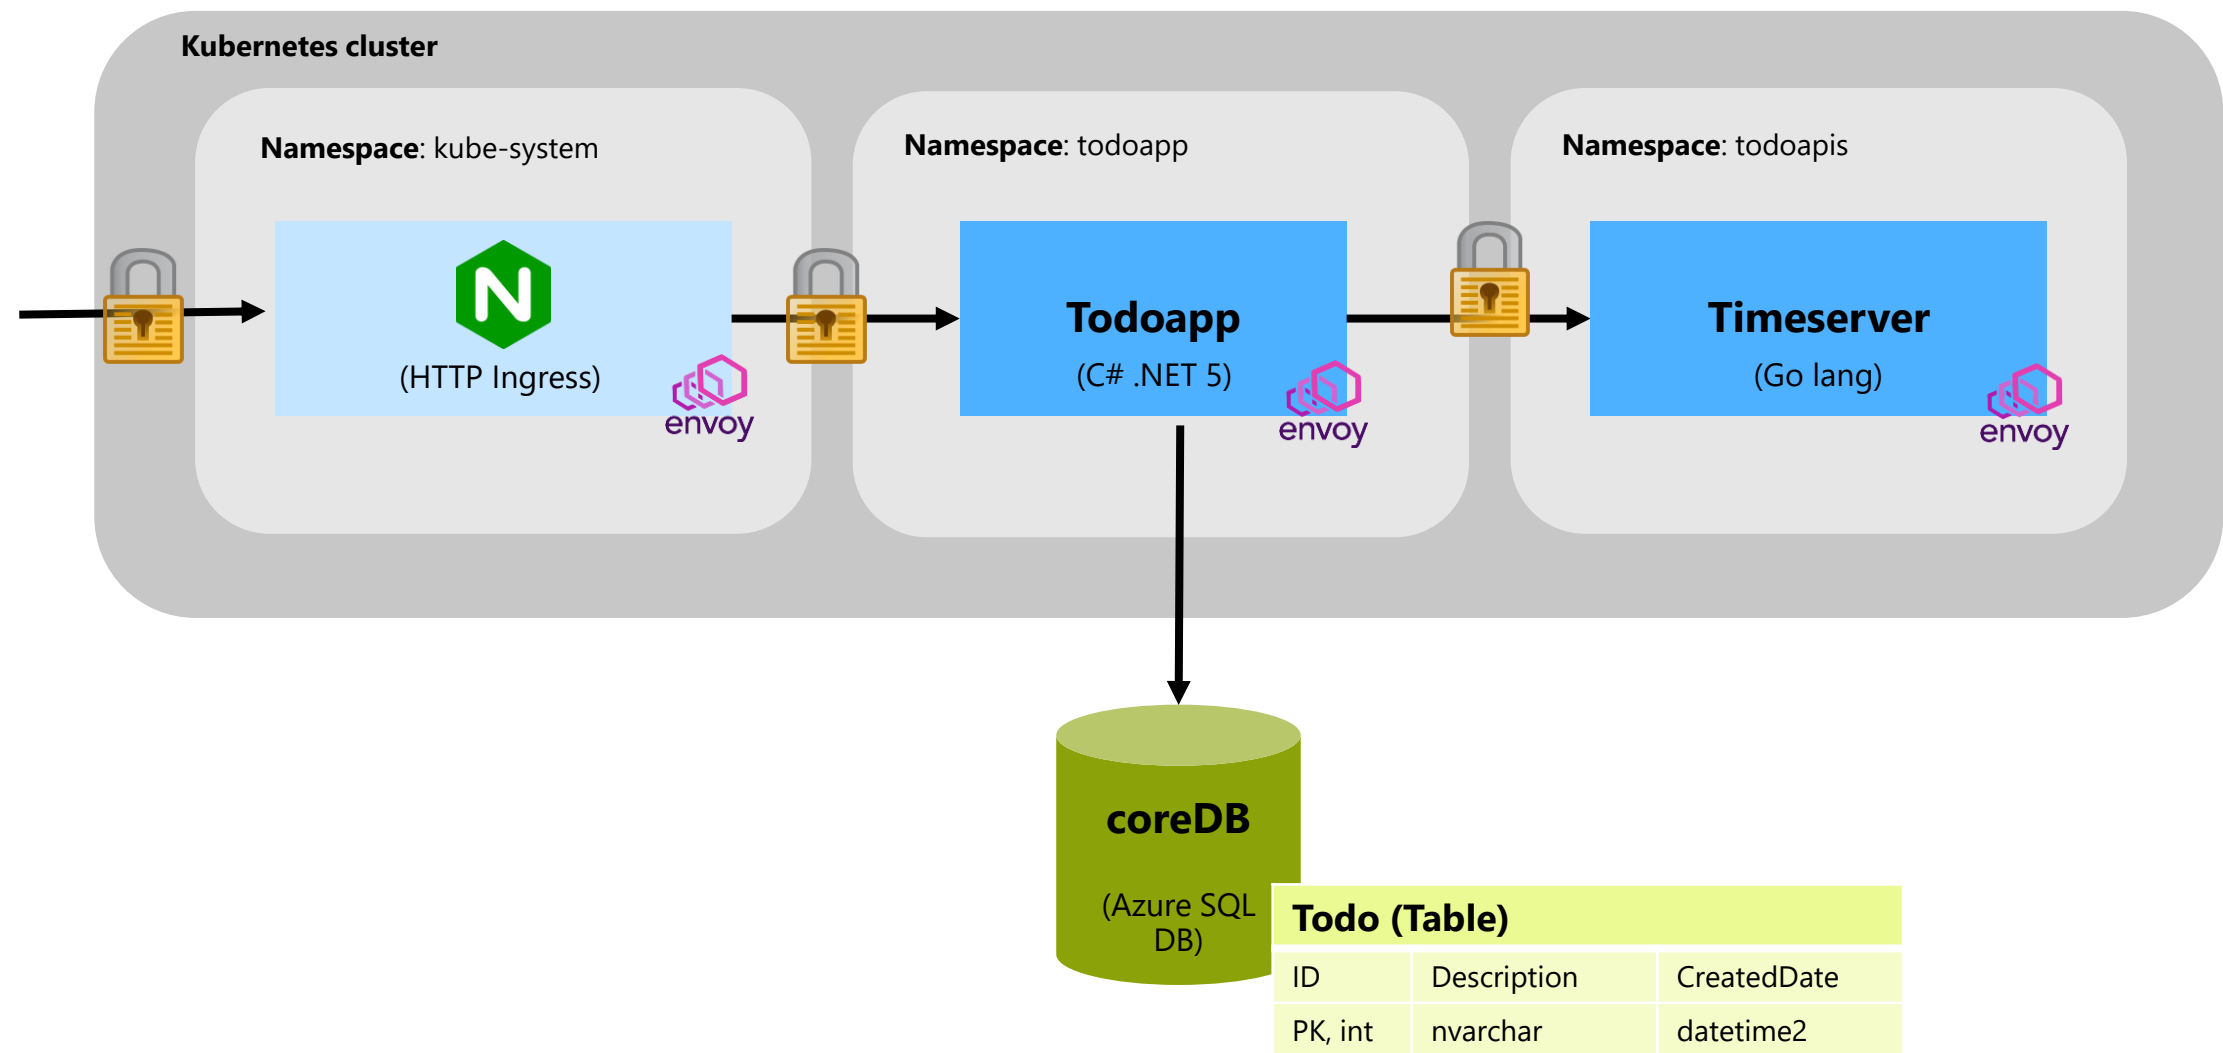 Kubernetes cluster
Namespace: kube-system
N
(HTTP Ingress)
envoy
Namespace: todoapp
Todoapp
(C# .NET 5)
envoy
Namespace: todoapis
Timeserver
(Go lang)
envoy
coreDB
(Azure SQL
DB)
Todo (Table)
ID Description CreatedDate
PK, int nvarchar datetime2